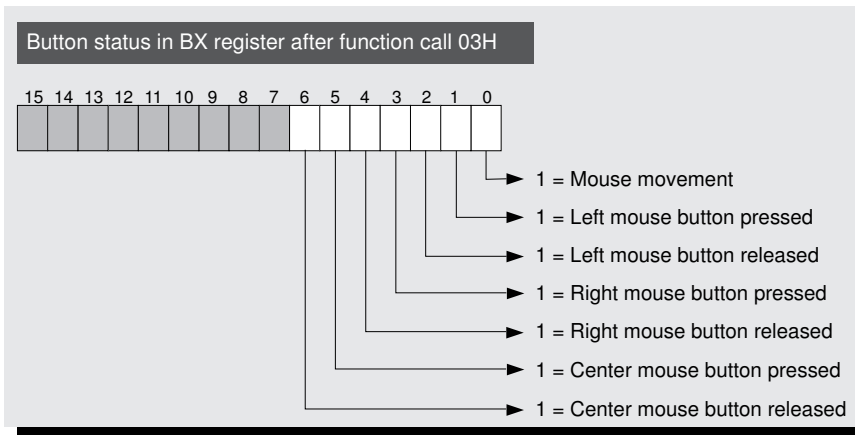 Button status in BX register after function call 03H
15 14 13 12 11 10 9 8 7 6 5 4 3 2 1 0
1 = Mouse movement
1 = Left mouse button pressed
1 = Left mouse button released
1 = Right mouse button pressed
1 = Right mouse button released
1 = Center mouse button pressed
1 = Center mouse button released